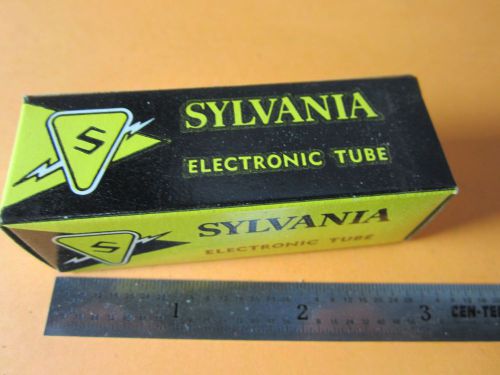 SYLVANIA
ELECTRONIC TUBE
S
SYLVANIA
ELECTRONIC TUBE
S
1 2 3
CEN-TE